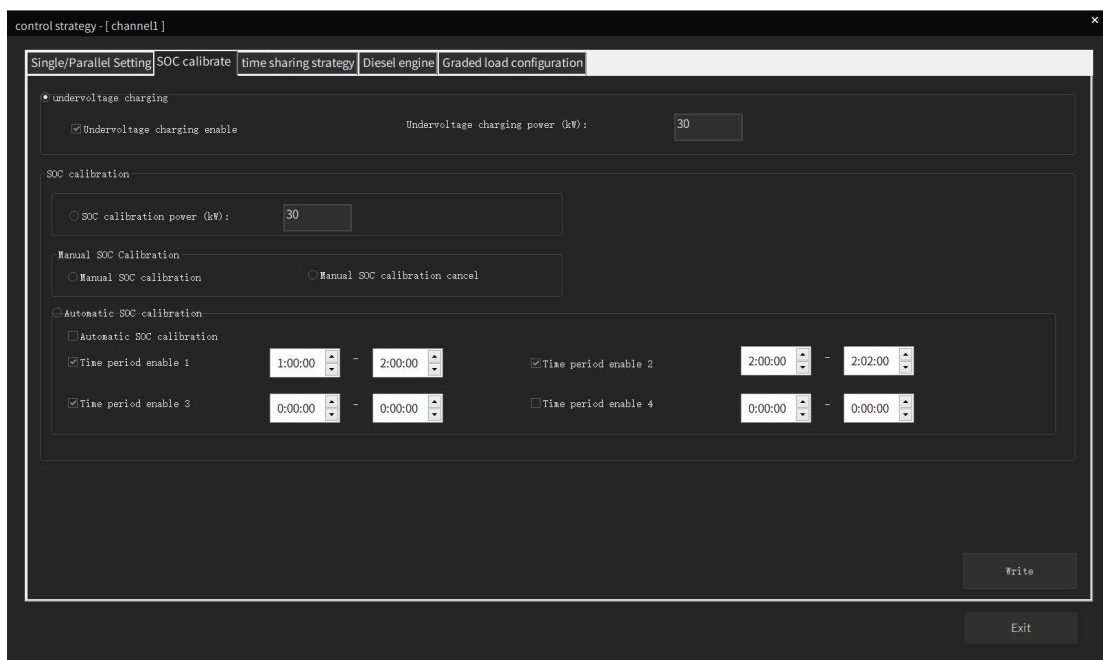 control strategy - [ channel1 ]
×
Single/Parallel Setting SOC calibrate time sharing strategy Diesel engine Graded load configuration
undervoltage charging
Undervoltage charging enable Undervoltage charging power (kW): 30
SOC calibration
SOC calibration power (kW): 30
Manual SOC Calibration
Manual SOC calibration Manual SOC calibration cancel
Automatic SOC calibration
Automatic SOC calibration
Time period enable 1 1:00:00 - 2:00:00 Time period enable 2 2:00:00 - 2:02:00
Time period enable 3 0:00:00 - 0:00:00 Time period enable 4 0:00:00 - 0:00:00
Write
Exit